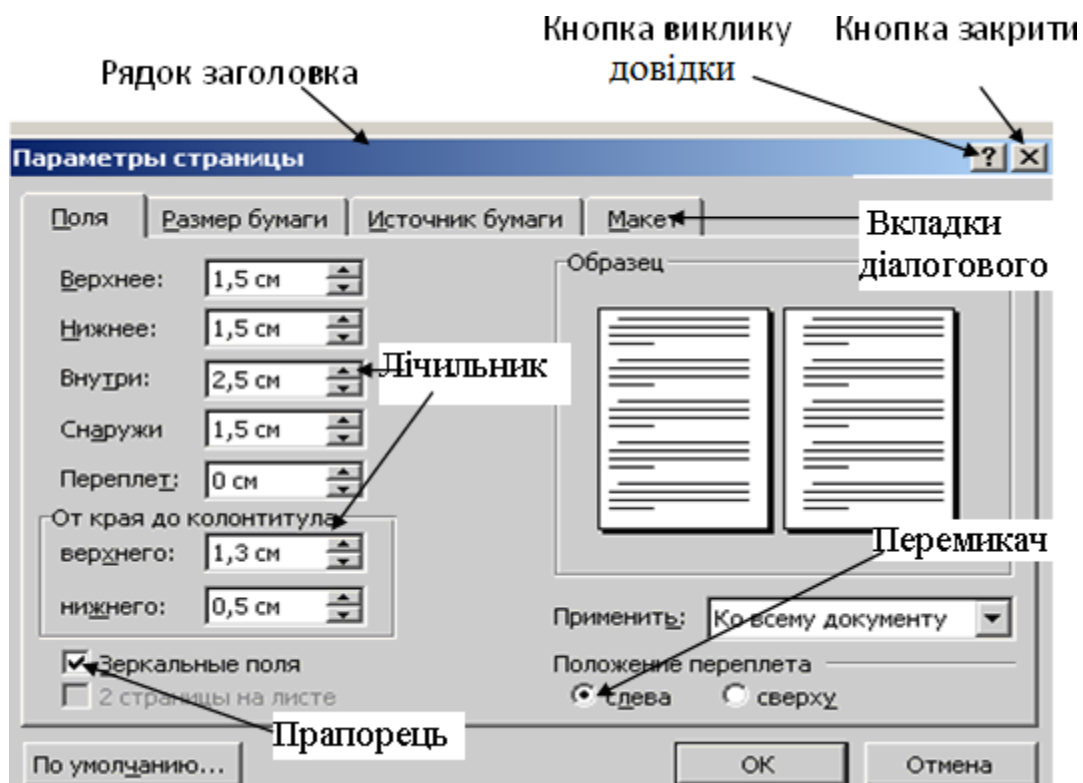 Кнопка виклику довідки
Кнопка закрити
Рядок заголовка
Параметры страницы
? ×
Поля Размер бумаги Источник бумаги Макет
Вкладки
діалогового
Верхнее: 1,5 см
Образец
Нижнее: 1,5 см
Внутри: 2,5 см
Лічильник
Снаружи 1,5 см
Переплет: 0 см
От края до колонтитула
верхнего: 1,3 см
Перемикач
нижнего: 0,5 см
Применить: Ко всему документу
Зеркальные поля
Положение переплета
2 страницы на листе
слева сверху
Прапорець
По умолчанию... ОК Отмена